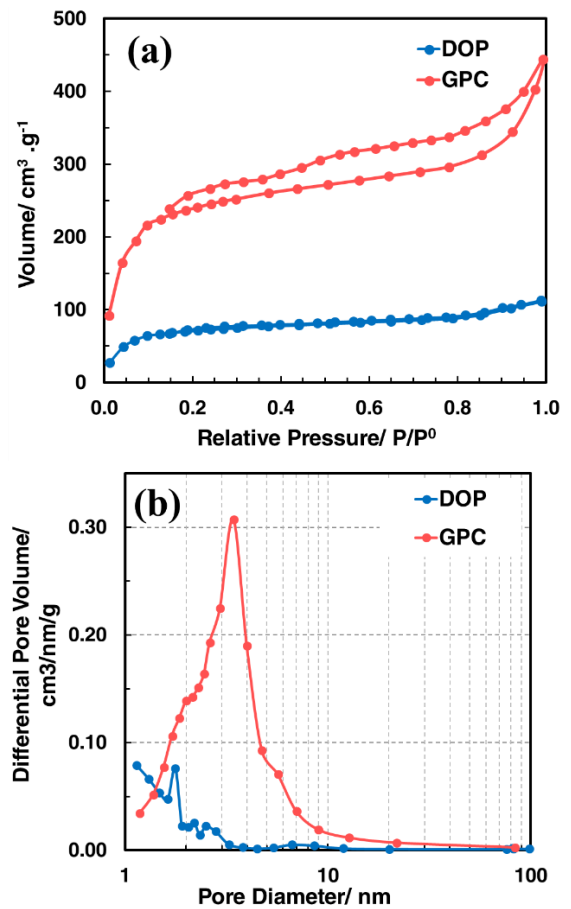 (a)
DOP
GPC
500
400
300
200
100
0
Volume/ cm³ .g⁻¹
0.0 0.2 0.4 0.6 0.8 1.0
Relative Pressure/ P/P⁰
(b)
DOP
GPC
0.30
0.20
0.10
0.00
Differential Pore Volume/
cm3/nm/g
1 10 100
Pore Diameter/ nm